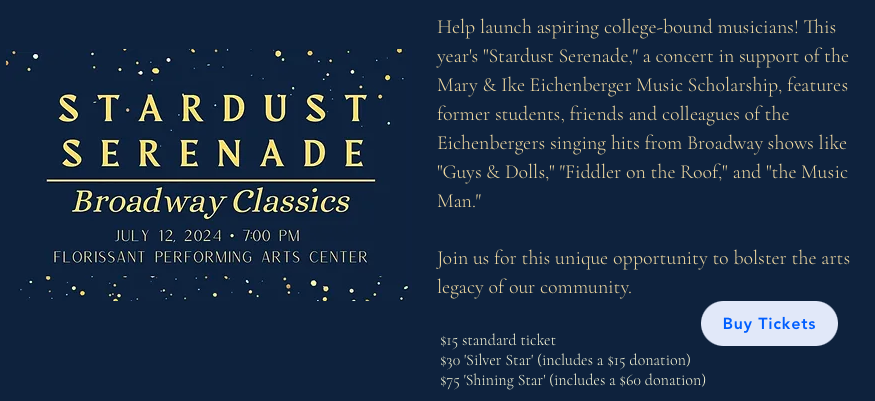 STARDUST
SERENADE
Broadway Classics
JULY 12, 2024 • 7:00 PM
FLORISSANT PERFORMING ARTS CENTER
Help launch aspiring college-bound musicians! This
year's "Stardust Serenade," a concert in support of the
Mary & Ike Eichenberger Music Scholarship, features
former students, friends and colleagues of the
Eichenbergers singing hits from Broadway shows like
"Guys & Dolls," "Fiddler on the Roof," and "the Music
Man."
Join us for this unique opportunity to bolster the arts
legacy of our community.
Buy Tickets
$15 standard ticket
$30 'Silver Star' (includes a $15 donation)
$75 'Shining Star' (includes a $60 donation)